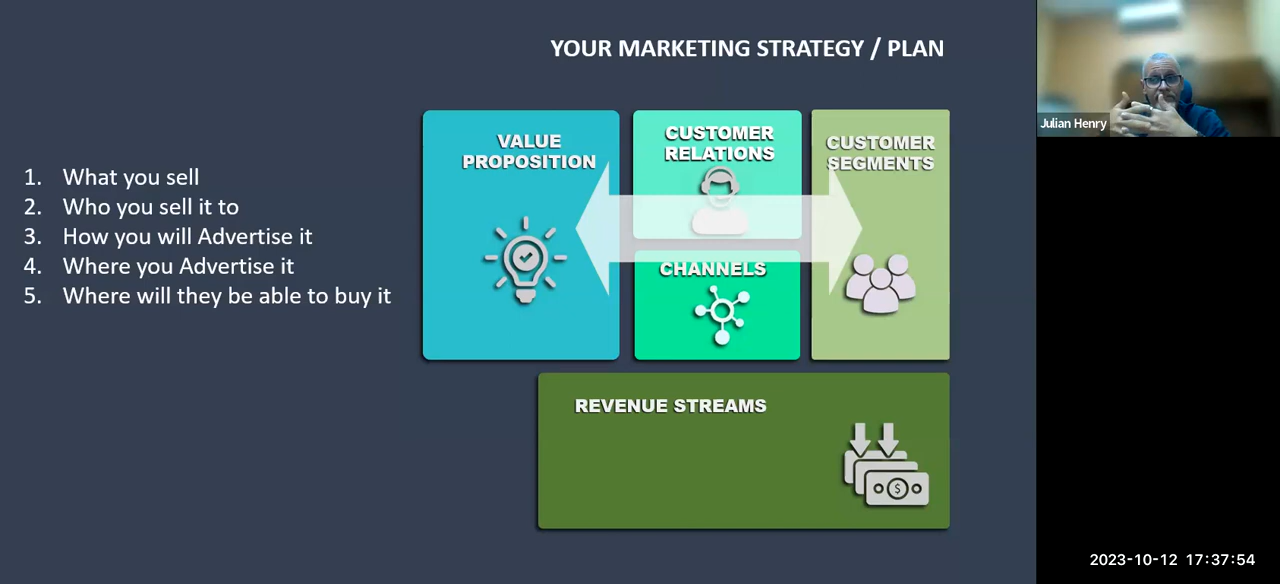 YOUR MARKETING STRATEGY / PLAN
1. What you sell
2. Who you sell it to
3. How you will Advertise it
4. Where you Advertise it
5. Where will they be able to buy it
VALUE
PROPOSITION
CUSTOMER
RELATIONS
CHANNELS
CUSTOMER
SEGMENTS
REVENUE STREAMS
$
Julian Henry
2023-10-12 17:37:54